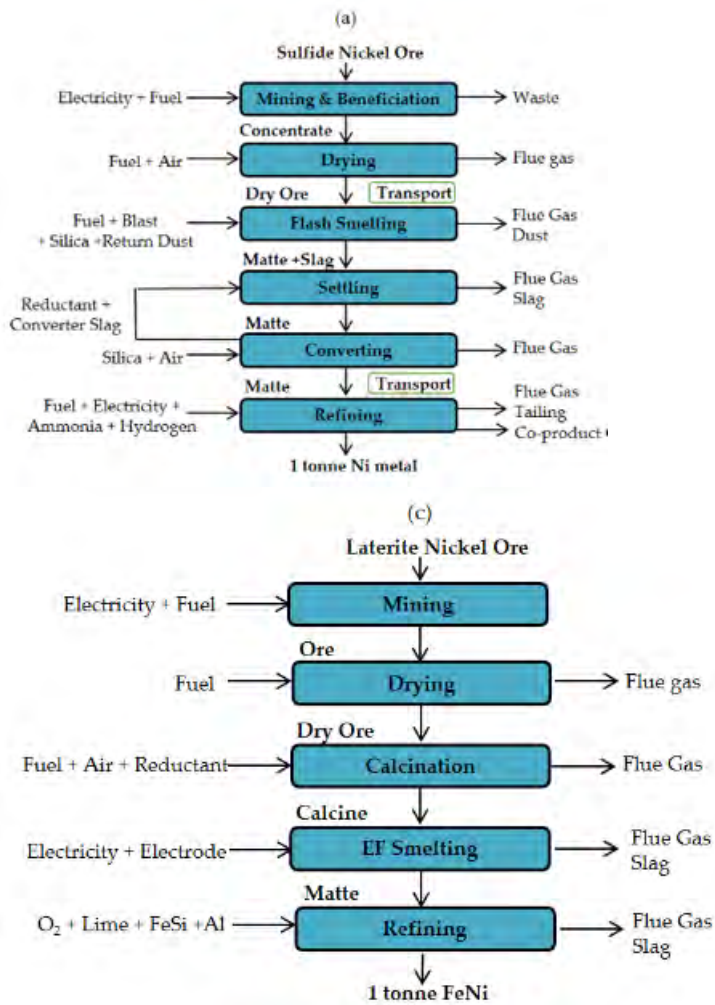 (a)
Sulfide Nickel Ore
Electricity + Fuel
Mining & Beneficiation
Waste
Concentrate
Fuel + Air
Drying
Flue gas
Dry Ore
Transport
Fuel + Blast
+ Silica +Return Dust
Flash Smelting
Flue Gas
Dust
Matte +Slag
Settling
Flue Gas
Slag
Reductant +
Converter Slag
Matte
Silica + Air
Converting
Flue Gas
Matte
Transport
Fuel + Electricity +
Ammonia + Hydrogen
Refining
Flue Gas
Tailing
Co-product
1 tonne Ni metal
(c)
Laterite Nickel Ore
Electricity + Fuel
Mining
Ore
Fuel
Drying
Flue gas
Dry Ore
Fuel + Air + Reductant
Calcination
Flue Gas
Calcine
Electricity + Electrode
EF Smelting
Flue Gas
Slag
Matte
O₂ + Lime + FeSi +Al
Refining
Flue Gas
Slag
1 tonne FeNi